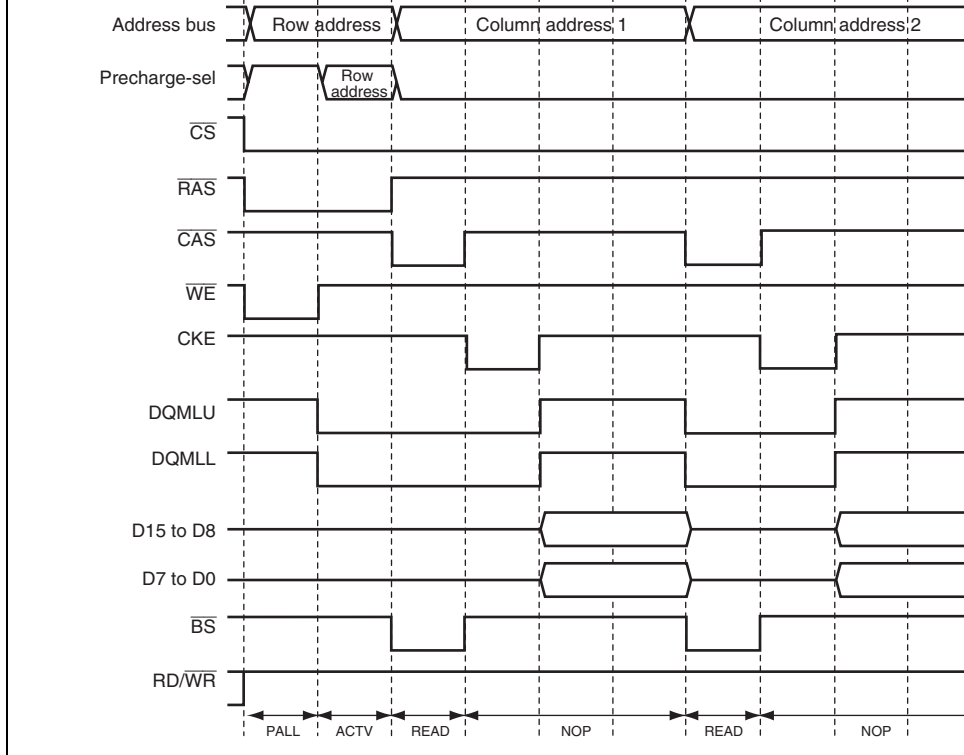 Address bus
Row address
Column address 1
Column address 2
Precharge-sel
Row
address
CS
RAS
CAS
WE
CKE
DQMLU
DQMLL
D15 to D8
D7 to D0
BS
RD/WR
PALL
ACTV
READ
NOP
READ
NOP